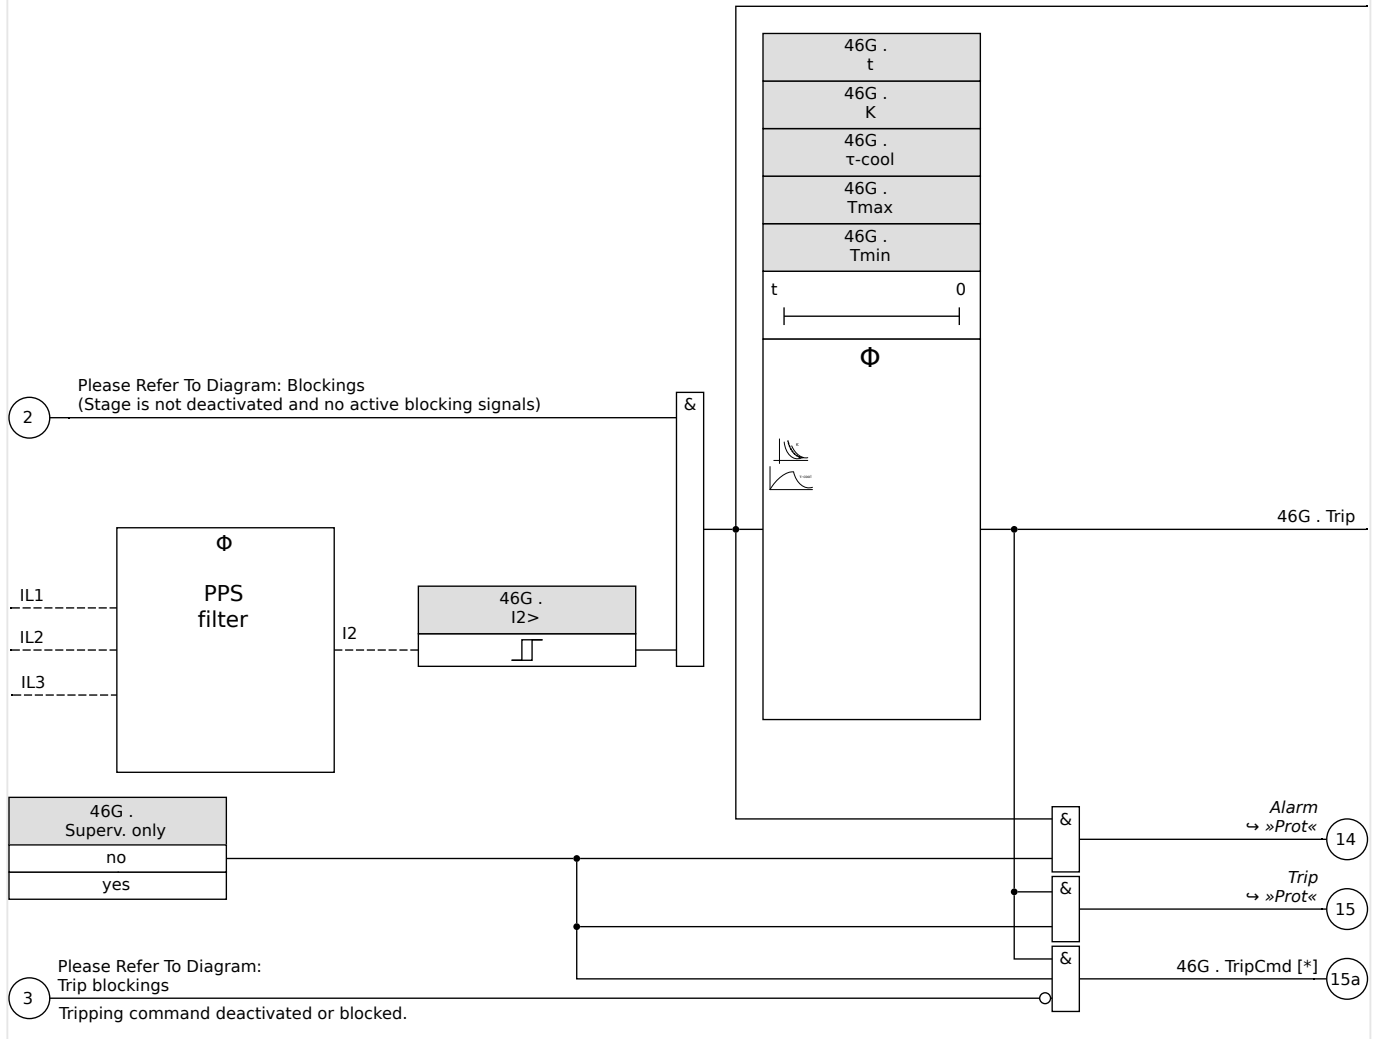 46G .
t
46G .
K
46G .
τ-cool
46G .
Tmax
46G .
Tmin
t 0
Φ
Please Refer To Diagram: Blockings
(Stage is not deactivated and no active blocking signals)
2
&
46G . Trip
Φ
PPS
filter
IL1
IL2
IL3
I2
46G .
I2>
46G .
Superv. only
no
yes
&
Alarm
↪ »Prot«
14
&
Trip
↪ »Prot«
15
Please Refer To Diagram:
Trip blockings
3
Tripping command deactivated or blocked.
&
46G . TripCmd [*]
15a